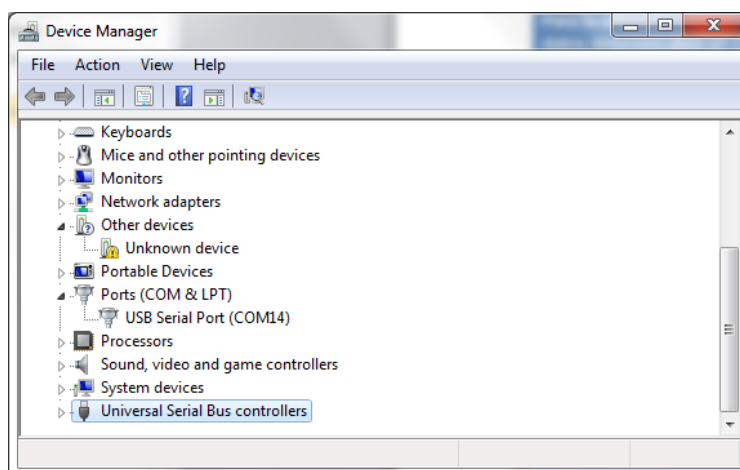 Device Manager
File Action View Help
Keyboards
Mice and other pointing devices
Monitors
Network adapters
Other devices
Unknown device
Portable Devices
Ports (COM & LPT)
USB Serial Port (COM14)
Processors
Sound, video and game controllers
System devices
Universal Serial Bus controllers